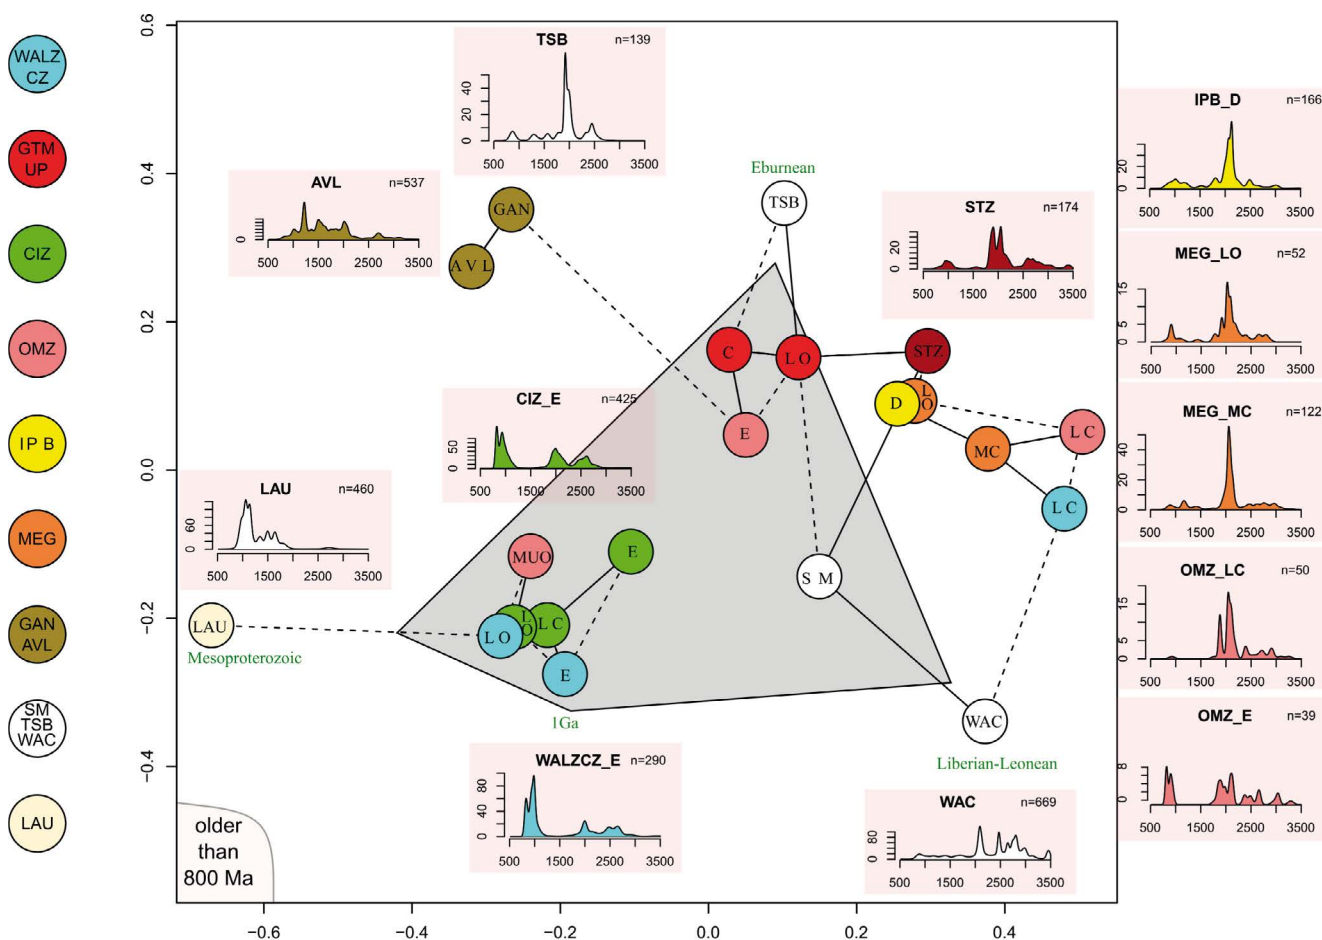 WALZ
CZ
GTM
UP
CIZ
OMZ
IP B
MEG
GAN
AVL
SM
TSB
WAC
LAU
0.6
0.4
0.2
0.0
−0.2
−0.4
−0.6
−0.4
−0.2
0.0
0.2
0.4
TSB n=139
0 20 40
500 1500 2500 3500
AVL n=537
0
500 1500 2500 3500
GAN
A V L
Eburnean
TSB
STZ n=174
0 20
500 1500 2500 3500
C
L O
STZ
E
D
L
O
MC
L C
L C
CIZ_E n=425
0 50
500 1500 2500 3500
LAU n=460
0 60
500 1500 2500 3500
LAU
Mesoproterozoic
MUO
E
L O
L
O
L C
E
1Ga
S M
WAC
Liberian-Leonean
WALZCZ_E n=290
0 40 80
500 1500 2500 3500
WAC n=669
0 80
500 1500 2500 3500
older
than
800 Ma
IPB_D n=166
0 20
500 1500 2500 3500
MEG_LO n=52
0 5 15
500 1500 2500 3500
MEG_MC n=122
0 20 40
500 1500 2500 3500
OMZ_LC n=50
0 5 15
500 1500 2500 3500
OMZ_E n=39
0 8
500 1500 2500 3500